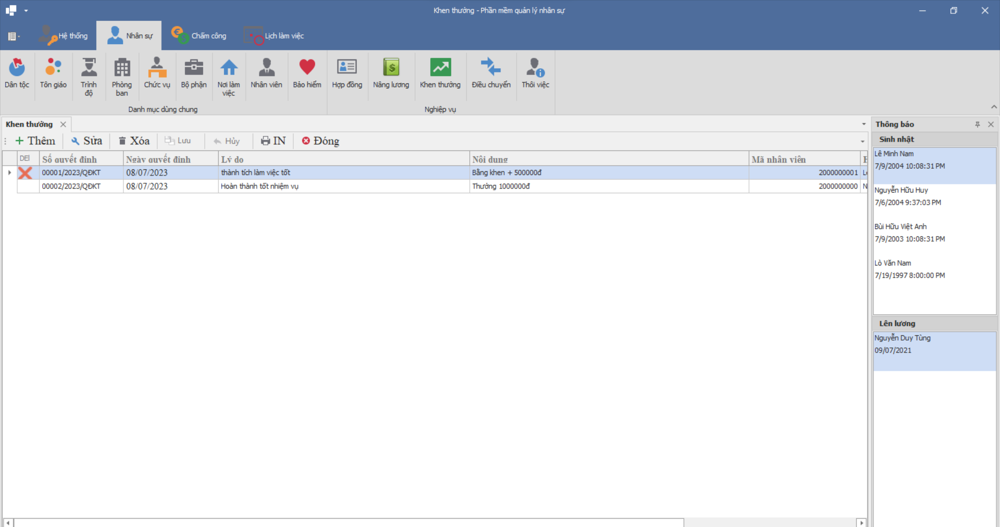 Khen thưởng - Phần mềm quản lý nhân sự
Hệ thống
Nhân sự
Chấm công
Lịch làm việc
Dân tộc
Tôn giáo
Trình độ
Phòng ban
Chức vụ
Bộ phận
Nơi làm việc
Nhân viên
Bảo hiểm
Hợp đồng
Nâng lương
Khen thưởng
Điều chuyển
Thôi việc
Danh mục dùng chung
Nghiệp vụ
Khen thưởng
Thêm
Sửa
Xóa
Lưu
Hủy
IN
Đóng
DEl Số quyết định Ngày quyết định Lý do Nội dung Mã nhân viên
00001/2023/QĐKT 08/07/2023 thành tích làm việc tốt Bằng khen + 500000đ 2000000001
00002/2023/QĐKT 08/07/2023 Hoàn thành tốt nhiệm vụ Thưởng 1000000đ 2000000000
Thông báo
Sinh nhật
Lê Minh Nam
7/9/2004 10:08:31 PM
Nguyễn Hữu Huy
7/6/2004 9:37:03 PM
Bùi Hữu Việt Anh
7/9/2003 10:08:31 PM
Lò Văn Nam
7/19/1997 8:00:00 PM
Lên lương
Nguyễn Duy Tùng
09/07/2021